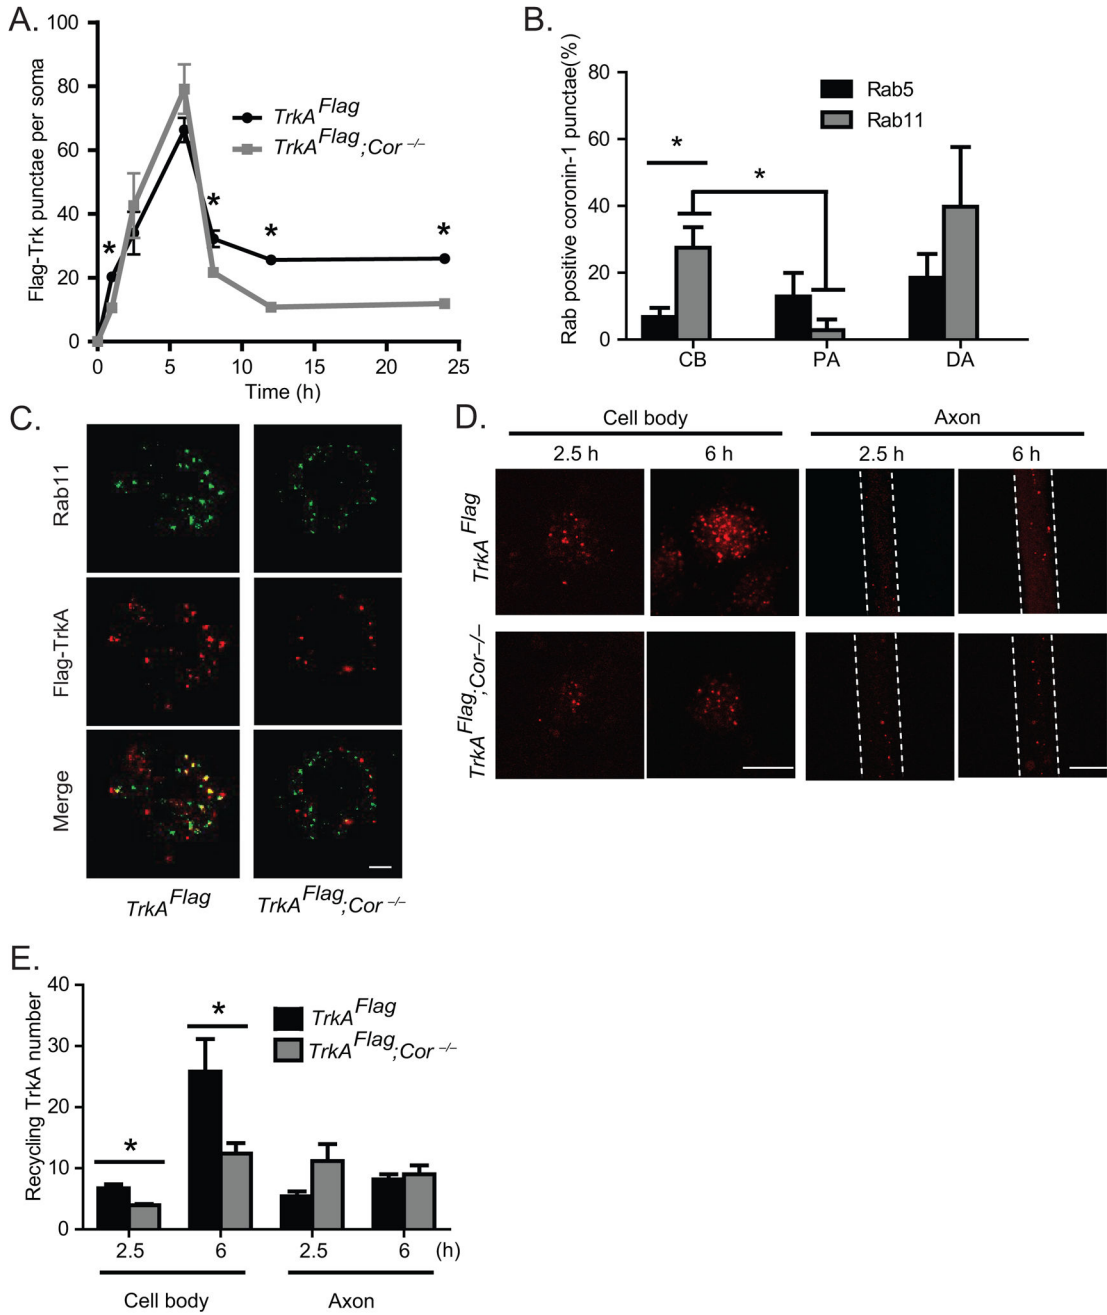 A.
Flag-Trk punctae per soma
100
80
60
40
20
0
0 5 10 15 20 25
Time (h)
TrkA^Flag
TrkA^Flag;Cor −/−
*
*
*
*
B.
Rab positive coronin-1 punctae(%)
80
60
40
20
0
Rab5
Rab11
*
*
CB PA DA
C.
Rab11
Flag-TrkA
Merge
TrkA^Flag
TrkA^Flag;Cor −/−
D.
Cell body Axon
2.5 h 6 h 2.5 h 6 h
TrkA^Flag
TrkA^Flag;Cor−/−
E.
Recycling TrkA number
40
30
20
10
0
TrkA^Flag
TrkA^Flag;Cor −/−
*
*
2.5 6 2.5 6 (h)
Cell body Axon